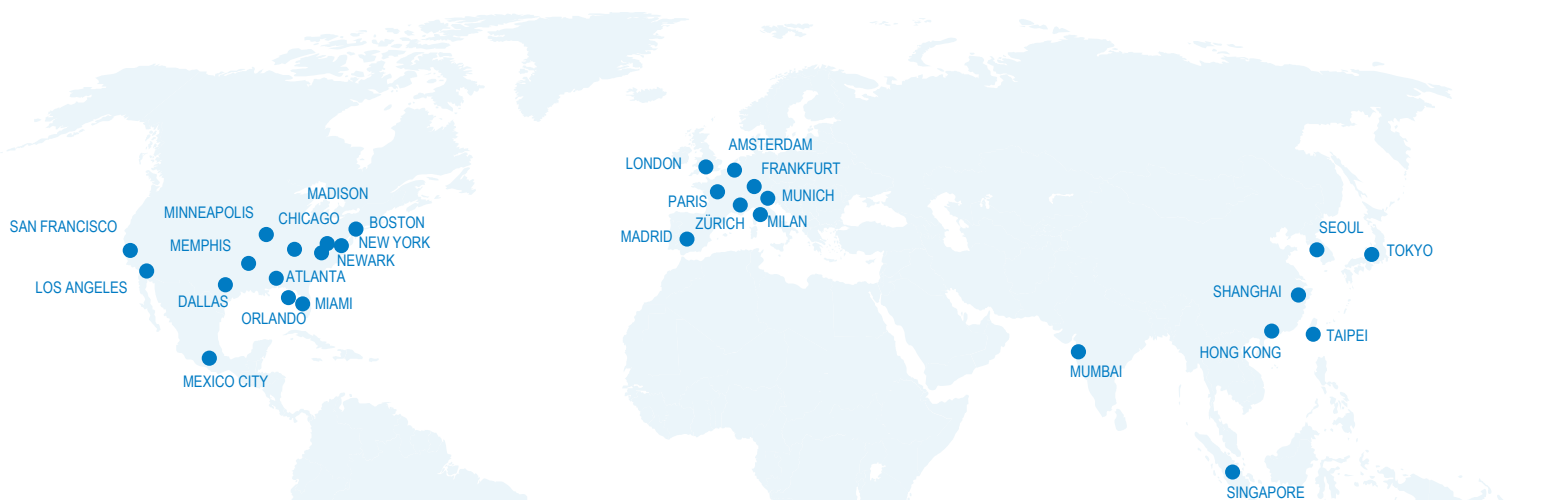 AMSTERDAM
LONDON
FRANKFURT
MADISON
MUNICH
PARIS
MINNEAPOLIS
CHICAGO
BOSTON
ZÜRICH
MILAN
SAN FRANCISCO
SEOUL
MADRID
NEW YORK
MEMPHIS
TOKYO
NEWARK
ATLANTA
LOS ANGELES
SHANGHAI
DALLAS
MIAMI
ORLANDO
TAIPEI
HONG KONG
MUMBAI
MEXICO CITY
SINGAPORE